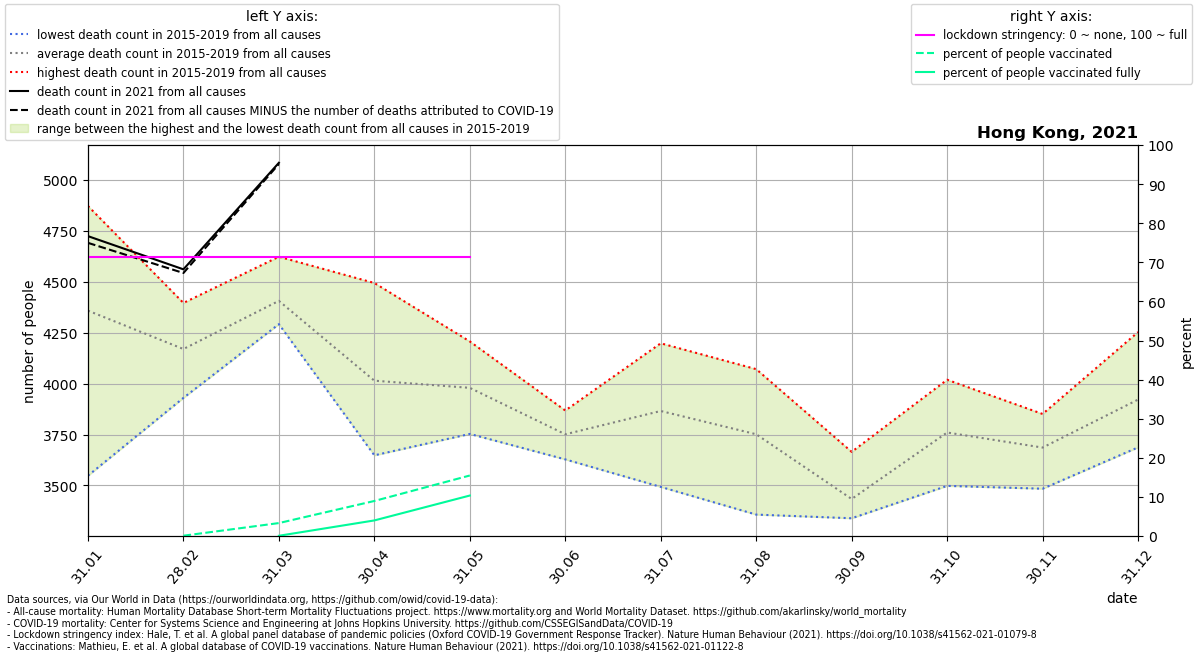 left Y axis:
lowest death count in 2015-2019 from all causes
average death count in 2015-2019 from all causes
highest death count in 2015-2019 from all causes
death count in 2021 from all causes
death count in 2021 from all causes MINUS the number of deaths attributed to COVID-19
range between the highest and the lowest death count from all causes in 2015-2019
right Y axis:
lockdown stringency: 0 ~ none, 100 ~ full
percent of people vaccinated
percent of people vaccinated fully
Hong Kong, 2021
number of people
5000
4750
4500
4250
4000
3750
3500
100
90
80
70
60
50
40
30
20
10
0
percent
31.01
28.02
31.03
30.04
31.05
30.06
31.07
31.08
30.09
31.10
30.11
31.12
date
Data sources, via Our World in Data (https://ourworldindata.org, https://github.com/owid/covid-19-data):
- All-cause mortality: Human Mortality Database Short-term Mortality Fluctuations project. https://www.mortality.org and World Mortality Dataset. https://github.com/akarlinsky/world_mortality
- COVID-19 mortality: Center for Systems Science and Engineering at Johns Hopkins University. https://github.com/CSSEGISandData/COVID-19
- Lockdown stringency index: Hale, T. et al. A global panel database of pandemic policies (Oxford COVID-19 Government Response Tracker). Nature Human Behaviour (2021). https://doi.org/10.1038/s41562-021-01079-8
- Vaccinations: Mathieu, E. et al. A global database of COVID-19 vaccinations. Nature Human Behaviour (2021). https://doi.org/10.1038/s41562-021-01122-8